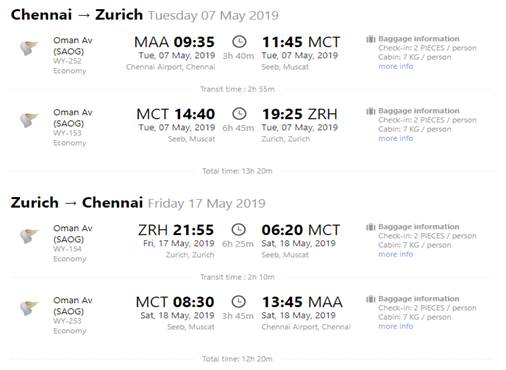 Chennai → Zurich Tuesday 07 May 2019
Oman Av (SAOG)
WY-252
Economy
MAA 09:35
Tue, 07 May, 2019
Chennai Airport, Chennai
3h 40m
11:45 MCT
Tue, 07 May, 2019
Seeb, Muscat
Baggage information
Check-in: 2 PIECES / person
Cabin: 7 KG / person
more info
Transit time : 2h 55m
Oman Av (SAOG)
WY-153
Economy
MCT 14:40
Tue, 07 May, 2019
Seeb, Muscat
6h 45m
19:25 ZRH
Tue, 07 May, 2019
Zurich, Zurich
Baggage information
Check-in: 2 PIECES / person
Cabin: 7 KG / person
more info
Total time: 13h 20m
Zurich → Chennai Friday 17 May 2019
Oman Av (SAOG)
WY-154
Economy
ZRH 21:55
Fri, 17 May, 2019
Zurich, Zurich
6h 25m
06:20 MCT
Sat, 18 May, 2019
Seeb, Muscat
Baggage information
Check-in: 2 PIECES / person
Cabin: 7 KG / person
more info
Transit time : 2h 10m
Oman Av (SAOG)
WY-253
Economy
MCT 08:30
Sat, 18 May, 2019
Seeb, Muscat
3h 45m
13:45 MAA
Sat, 18 May, 2019
Chennai Airport, Chennai
Baggage information
Check-in: 2 PIECES / person
Cabin: 7 KG / person
more info
Total time: 12h 20m